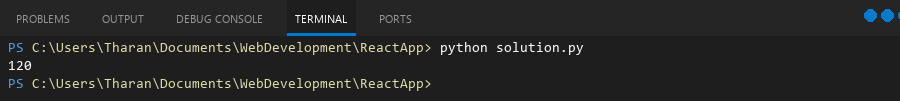 PROBLEMS OUTPUT DEBUG CONSOLE TERMINAL PORTS
PS C:\Users\Tharan\Documents\WebDevelopment\ReactApp> python solution.py
120
PS C:\Users\Tharan\Documents\WebDevelopment\ReactApp>